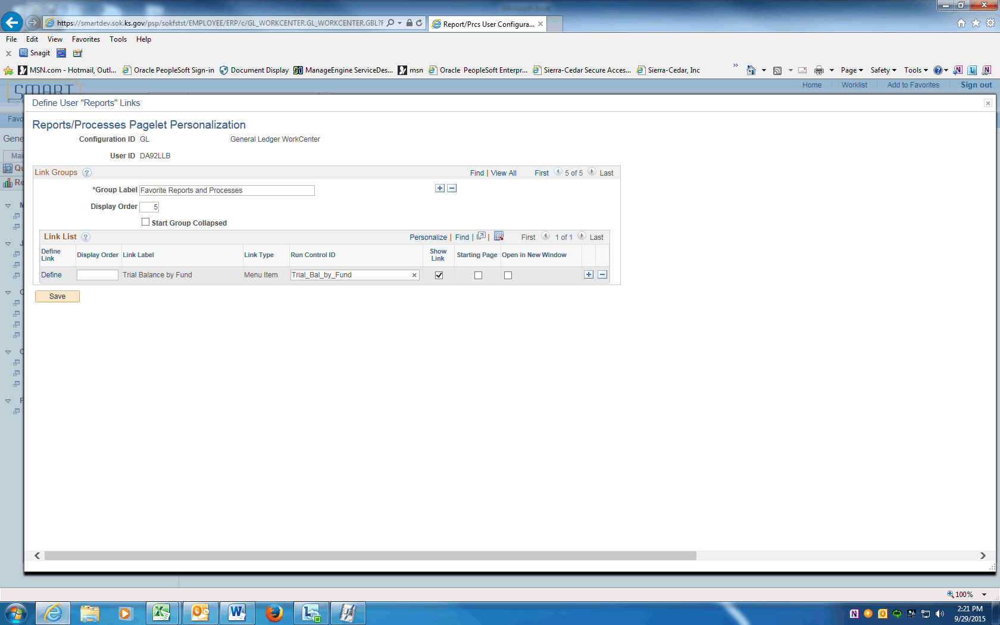 https://smartdev.sok.ks.gov/psp/sokfstst/EMPLOYEE/ERP/c/GL_WORKCENTER.GL_WORKCENTER.GBL?F
Report/Prcs User Configura...
File Edit View Favorites Tools Help
Snagit
MSN.com - Hotmail, Outl... Oracle PeopleSoft Sign-in Document Display ManageEngine ServiceDes... msn Oracle PeopleSoft Enterpr... Sierra-Cedar Secure Acces... Sierra-Cedar, Inc » Page Safety Tools
SMART Home Worklist Add to Favorites Sign out
Define User "Reports" Links
Favo
Reports/Processes Pagelet Personalization
Gene
Configuration ID GL General Ledger WorkCenter
Mai
User ID DA92LLB
Qu
Link Groups ? Find | View All First 5 of 5 Last
Re
*Group Label Favorite Reports and Processes
Display Order 5
Start Group Collapsed
Link List ? Personalize | Find | | First 1 of 1 Last
Define Link Display Order Link Label Link Type Run Control ID Show Link Starting Page Open in New Window
Define Trial Balance by Fund Menu Item Trial_Bal_by_Fund
Save
100%
2:21 PM
9/29/2015